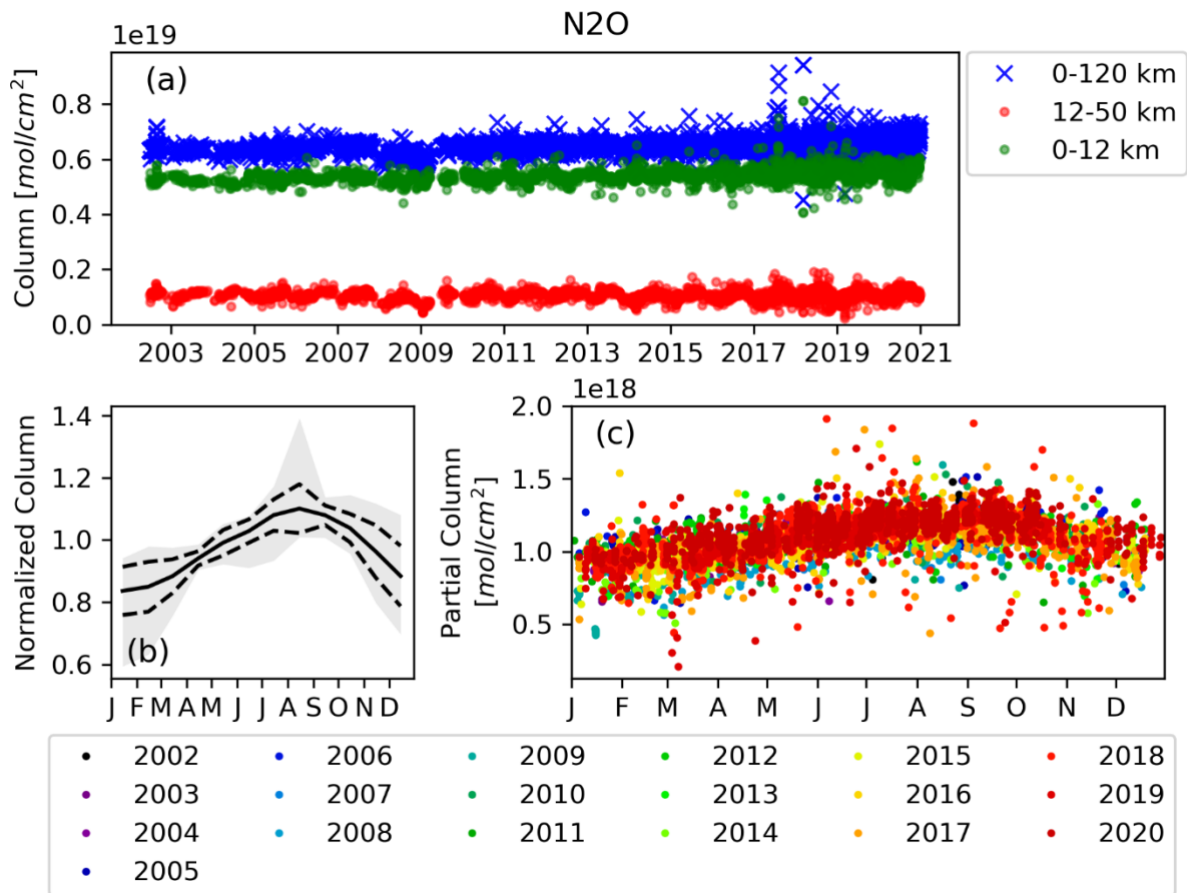 N2O
1e19
(a)
Column [mol/cm²]
0.8
0.6
0.4
0.2
0.0
2003 2005 2007 2009 2011 2013 2015 2017 2019 2021
0-120 km
12-50 km
0-12 km
Normalized Column
1.4
1.2
1.0
0.8
0.6
(b)
J F M A M J J A S O N D
1e18
(c)
Partial Column
[mol/cm²]
2.0
1.5
1.0
0.5
J F M A M J J A S O N D
2002 2006 2009 2012 2015 2018
2003 2007 2010 2013 2016 2019
2004 2008 2011 2014 2017 2020
2005